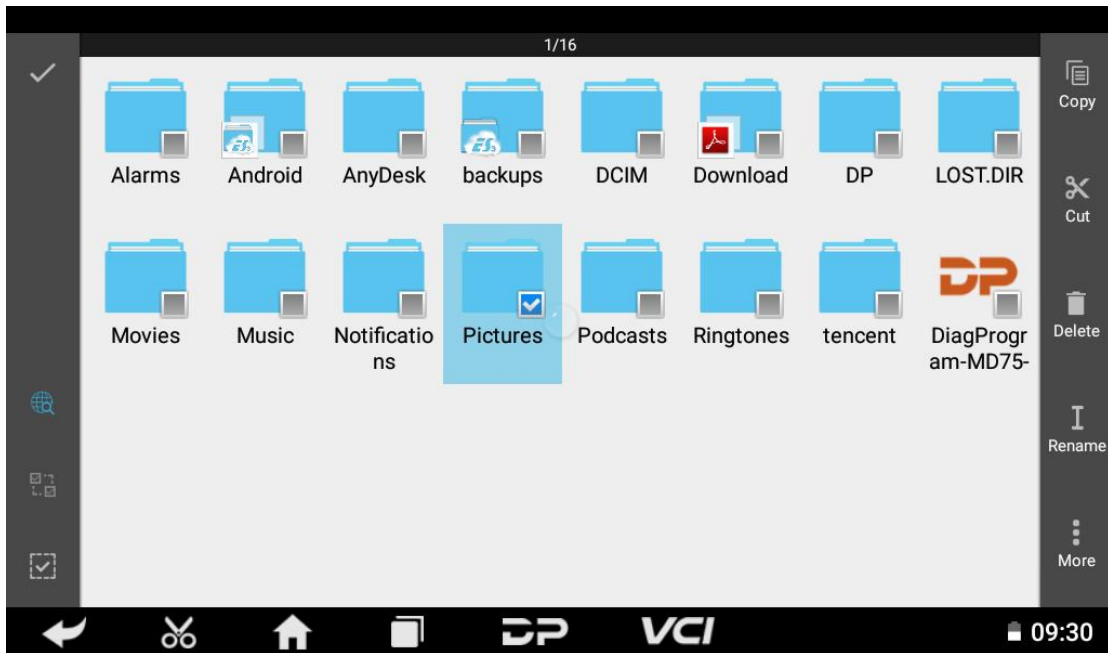 1/16
Copy
Alarms
Android
AnyDesk
backups
DCIM
Download
DP
LOST.DIR
Cut
DP
Movies
Music
Notificatio
ns
Pictures
Podcasts
Ringtones
tencent
DiagProgr
am-MD75-
Delete
Rename
More
DP
VCI
09:30